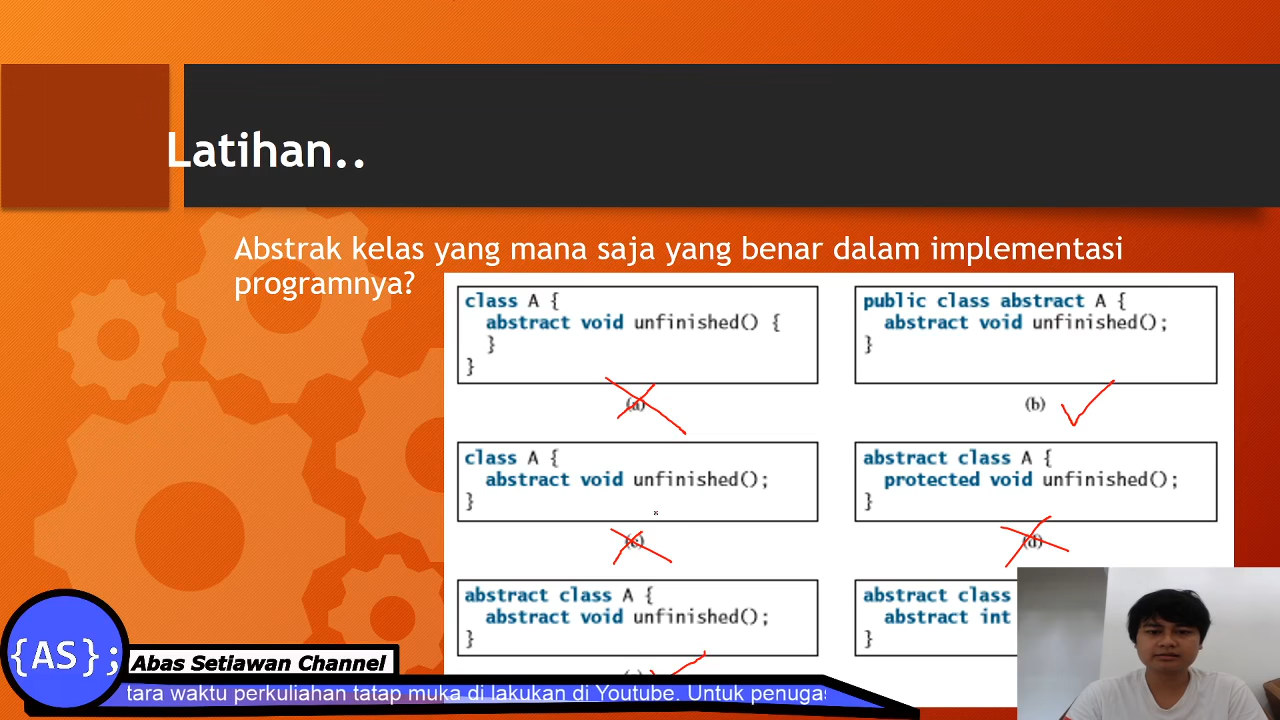 Latihan..
Abstrak kelas yang mana saja yang benar dalam implementasi
programnya?
class A {
abstract void unfinished() {
}
}
(a)
public class abstract A {
abstract void unfinished();
}
(b)
class A {
abstract void unfinished();
}
(c)
abstract class A {
protected void unfinished();
}
(d)
abstract class A {
abstract void unfinished();
}
abstract class
abstract int
}
{AS};
Abas Setiawan Channel
tara waktu perkuliahan tatap muka di lakukan di Youtube. Untuk penugas